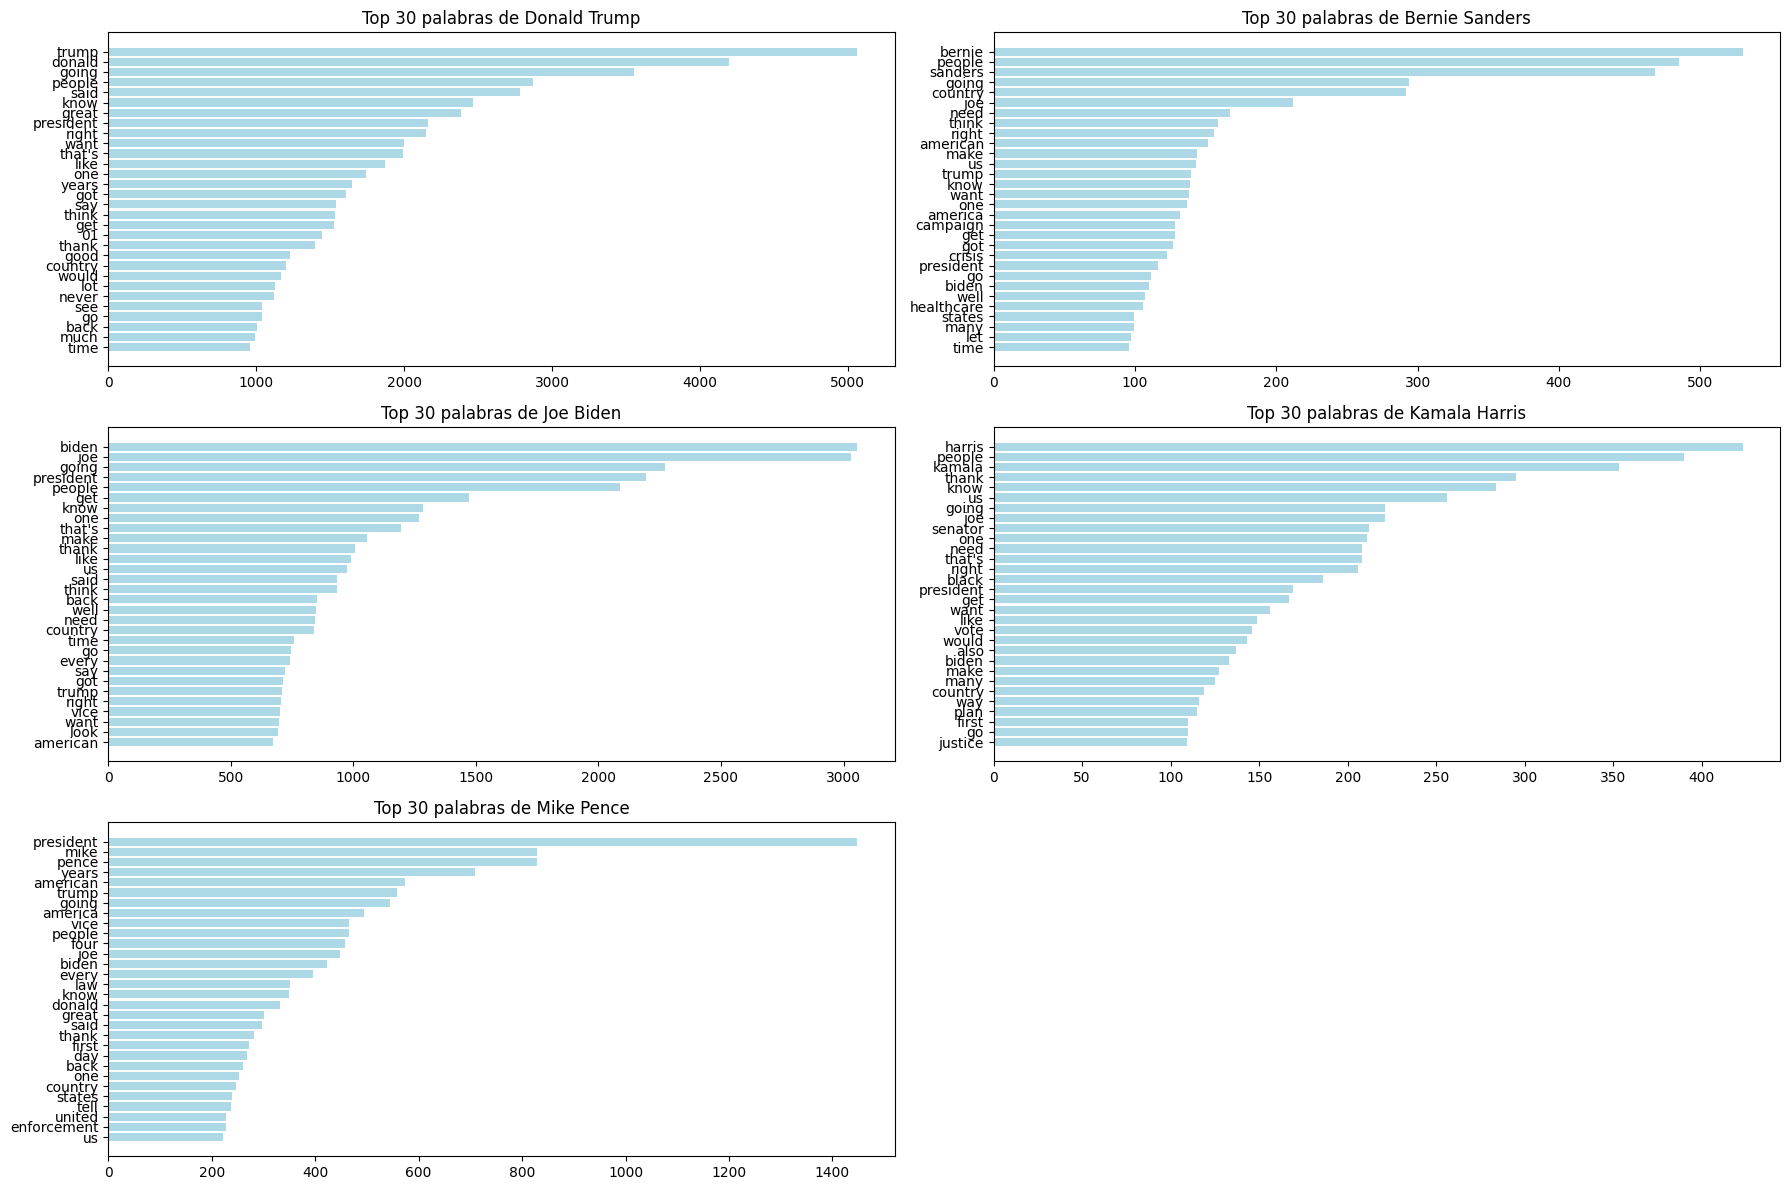 Top 30 palabras de Donald Trump
trump
donald
going
people
said
know
great
president
right
want
that's
like
one
years
got
say
think
get
01
thank
good
country
would
lot
never
see
go
back
much
time
0 1000 2000 3000 4000 5000
Top 30 palabras de Bernie Sanders
bernie
people
sanders
going
country
joe
need
think
right
american
make
us
trump
know
want
one
america
campaign
get
got
crisis
president
go
biden
well
healthcare
states
many
let
time
0 100 200 300 400 500
Top 30 palabras de Joe Biden
biden
joe
going
president
people
get
know
one
that's
make
thank
like
us
said
think
back
well
need
country
time
go
every
say
got
trump
right
vice
want
look
american
0 500 1000 1500 2000 2500 3000
Top 30 palabras de Kamala Harris
harris
people
kamala
thank
know
us
going
joe
senator
one
need
that's
right
black
president
get
want
like
vote
would
also
biden
make
many
country
way
plan
first
go
justice
0 50 100 150 200 250 300 350 400
Top 30 palabras de Mike Pence
president
mike
pence
years
american
trump
going
america
vice
people
four
joe
biden
every
law
know
donald
great
said
thank
first
day
back
one
country
states
tell
united
enforcement
us
0 200 400 600 800 1000 1200 1400